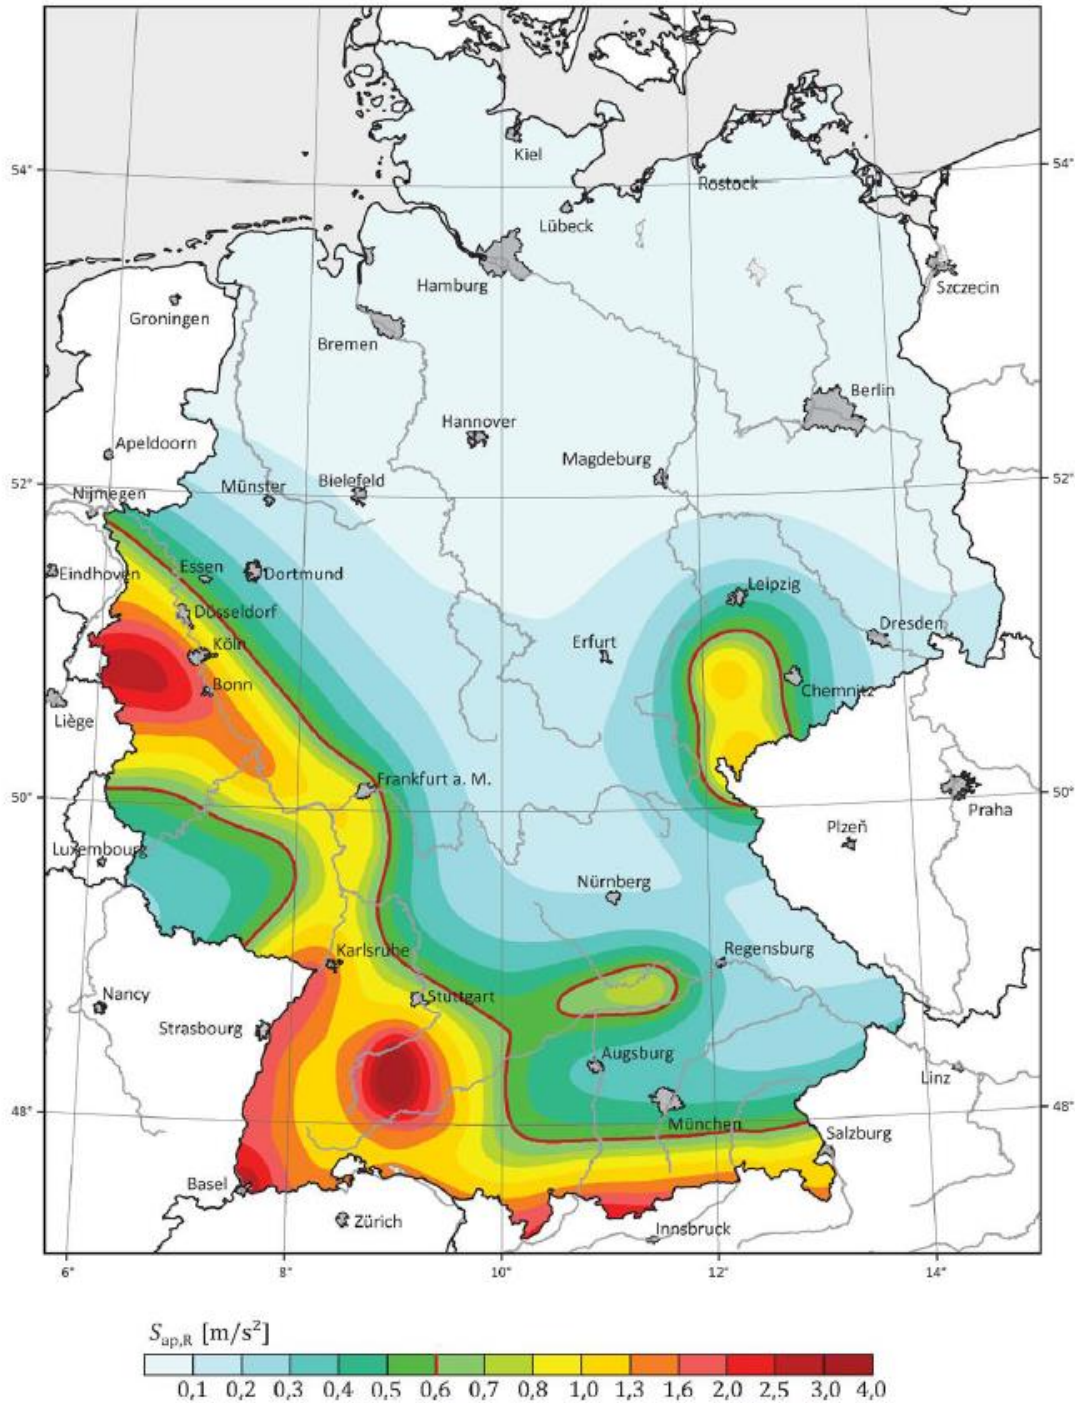 Kiel
54°
54°
Rostock
Lübeck
Hamburg
Szczecin
Groningen
Bremen
Berlin
Hannover
Apeldoorn
Magdeburg
52°
52°
Nijmegen
Münster
Bielefeld
Eindhoven
Essen
Dortmund
Leipzig
Düsseldorf
Dresden
Köln
Erfurt
Bonn
Chemnitz
Liège
Frankfurt a. M.
50°
50°
Praha
Plzeň
Luxembourg
Nürnberg
Karlsruhe
Regensburg
Nancy
Stuttgart
Strasbourg
Augsburg
Linz
48°
48°
München
Salzburg
Basel
Zürich
Innsbruck
6° 8° 10° 12° 14°
Sap,R [m/s²]
0,1 0,2 0,3 0,4 0,5 0,6 0,7 0,8 1,0 1,3 1,6 2,0 2,5 3,0 4,0